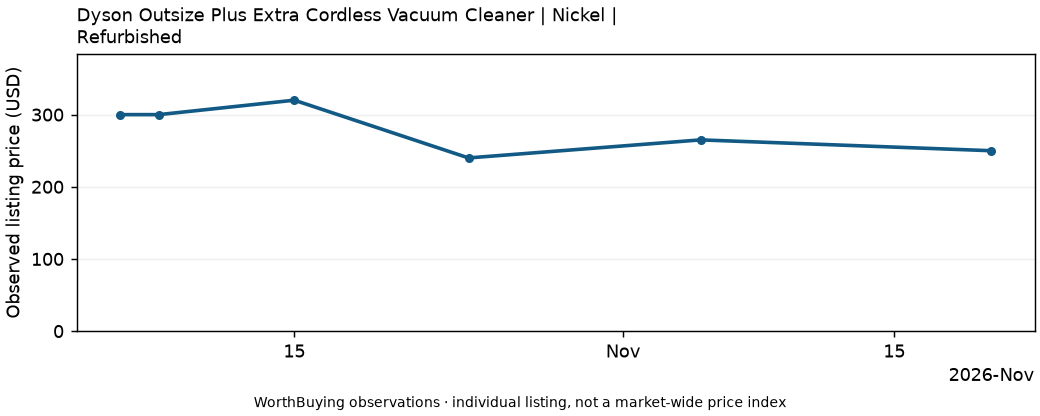 Dyson Outsize Plus Extra Cordless Vacuum Cleaner | Nickel |
Refurbished
Observed listing price (USD)
300
200
100
0
15
Nov
15
2026-Nov
WorthBuying observations · individual listing, not a market-wide price index